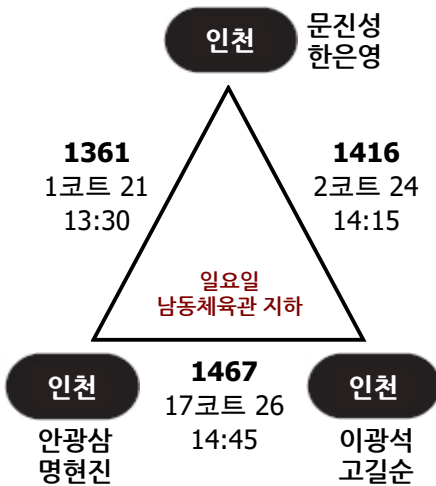 인천
문진성
한은영
1361
1코트 21
13:30
1416
2코트 24
14:15
일요일
남동체육관 지하
인천
안광삼
명현진
1467
17코트 26
14:45
인천
이광석
고길순